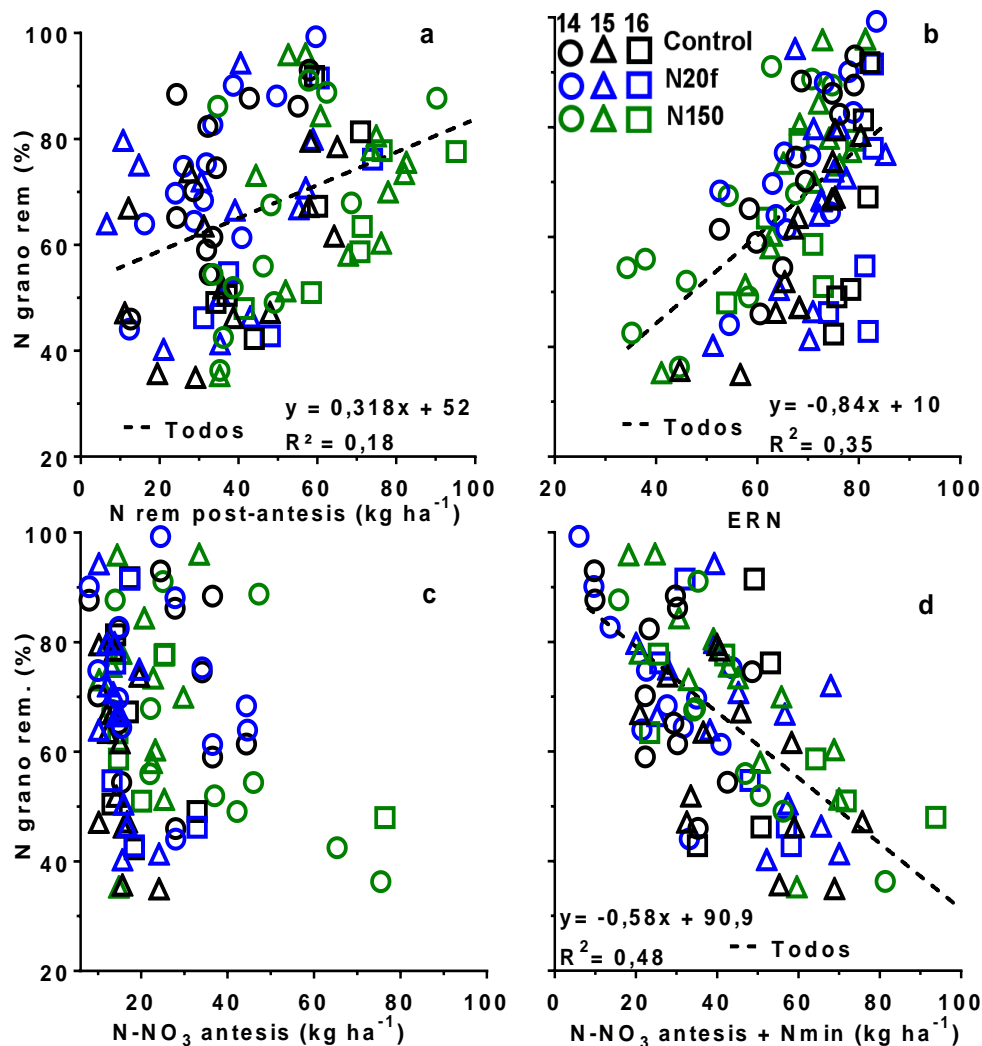 a
N grano rem (%)
100
80
60
40
20
y = 0,318x + 52
R² = 0,18
Todos
0 20 40 60 80 100
N rem post-antesis (kg ha-1)
b
14 15 16
Control
N20f
N150
y = -0,84x + 10
R2 = 0,35
Todos
20 40 60 80 100
ERN
c
N grano rem. (%)
100
80
60
40
20
20 40 60 80 100
N-NO3 antesis (kg ha-1)
d
y= -0,58x + 90,9
R2 = 0,48
Todos
0 20 40 60 80 100
N-NO3 antesis + Nmin (kg ha-1)